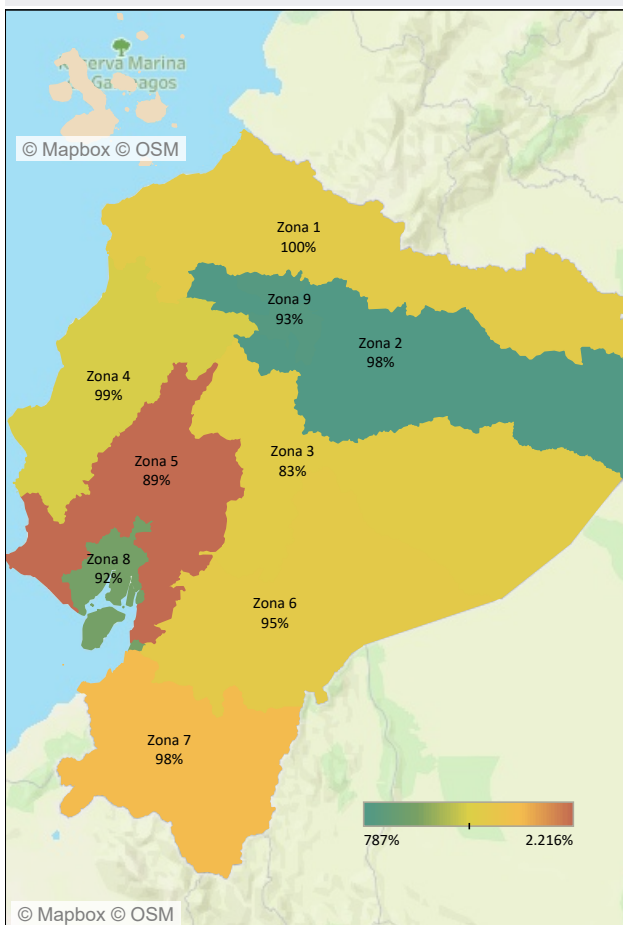 Reserva Marina
Galápagos
© Mapbox © OSM
Zona 1
100%
Zona 9
93%
Zona 2
98%
Zona 4
99%
Zona 5
89%
Zona 3
83%
Zona 8
92%
Zona 6
95%
Zona 7
98%
787%
2.216%
© Mapbox © OSM